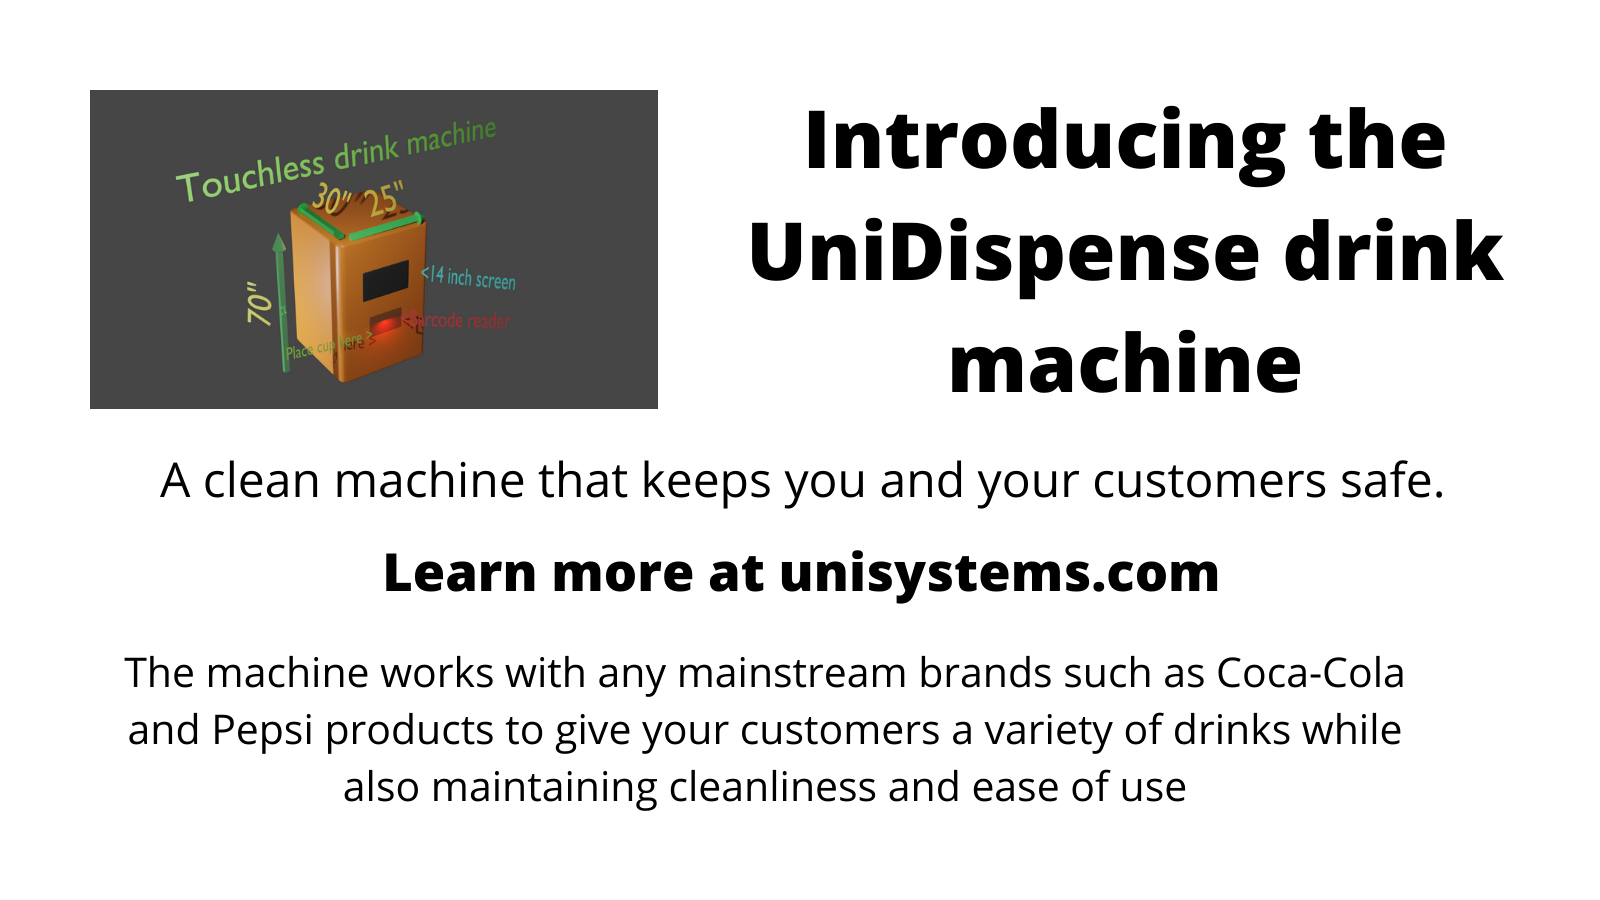 Touchless drink machine
30" 25"
70"
<14 inch screen
<Barcode reader
Place cup here >
Introducing the
UniDispense drink
machine
A clean machine that keeps you and your customers safe.
Learn more at unisystems.com
The machine works with any mainstream brands such as Coca-Cola
and Pepsi products to give your customers a variety of drinks while
also maintaining cleanliness and ease of use